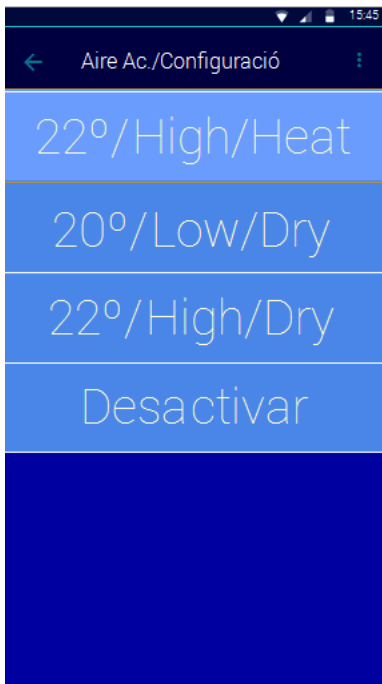 15:45
Aire Ac./Configuració
22º/High/Heat
20º/Low/Dry
22º/High/Dry
Desactivar